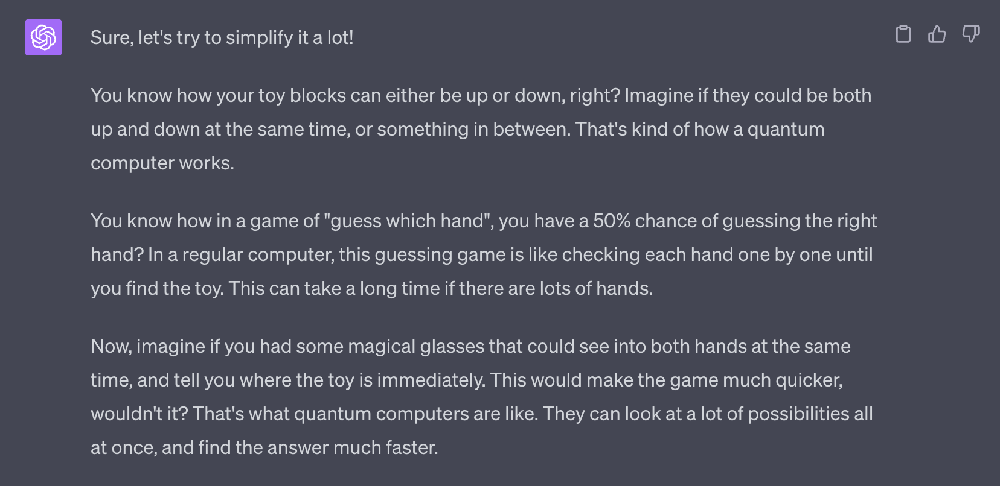 Sure, let's try to simplify it a lot!
You know how your toy blocks can either be up or down, right? Imagine if they could be both
up and down at the same time, or something in between. That's kind of how a quantum
computer works.
You know how in a game of "guess which hand", you have a 50% chance of guessing the right
hand? In a regular computer, this guessing game is like checking each hand one by one until
you find the toy. This can take a long time if there are lots of hands.
Now, imagine if you had some magical glasses that could see into both hands at the same
time, and tell you where the toy is immediately. This would make the game much quicker,
wouldn't it? That's what quantum computers are like. They can look at a lot of possibilities all
at once, and find the answer much faster.